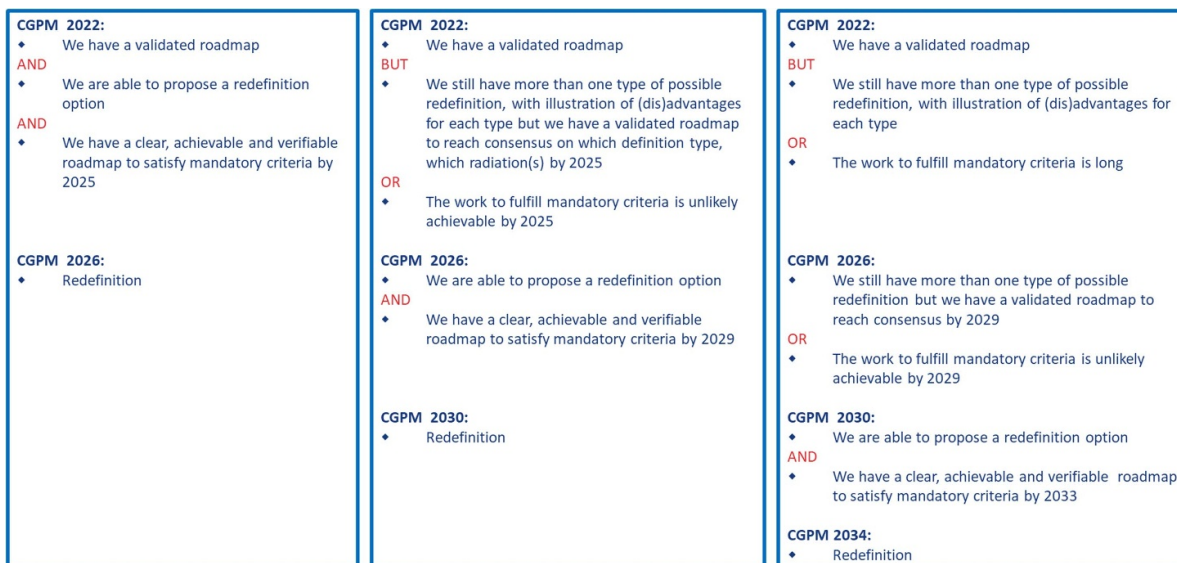 CGPM 2022:
◆ We have a validated roadmap
AND
◆ We are able to propose a redefinition
option
AND
◆ We have a clear, achievable and verifiable
roadmap to satisfy mandatory criteria by
2025
CGPM 2026:
◆ Redefinition
CGPM 2022:
◆ We have a validated roadmap
BUT
◆ We still have more than one type of possible
redefinition, with illustration of (dis)advantages
for each type but we have a validated roadmap
to reach consensus on which definition type,
which radiation(s) by 2025
OR
◆ The work to fulfill mandatory criteria is unlikely
achievable by 2025
CGPM 2026:
◆ We are able to propose a redefinition option
AND
◆ We have a clear, achievable and verifiable
roadmap to satisfy mandatory criteria by 2029
CGPM 2030:
◆ Redefinition
CGPM 2022:
◆ We have a validated roadmap
BUT
◆ We still have more than one type of possible
redefinition, with illustration of (dis)advantages for
each type
OR
◆ The work to fulfill mandatory criteria is long
CGPM 2026:
◆ We still have more than one type of possible
redefinition but we have a validated roadmap to
reach consensus by 2029
OR
◆ The work to fulfill mandatory criteria is unlikely
achievable by 2029
CGPM 2030:
◆ We are able to propose a redefinition option
AND
◆ We have a clear, achievable and verifiable roadmap
to satisfy mandatory criteria by 2033
CGPM 2034:
◆ Redefinition